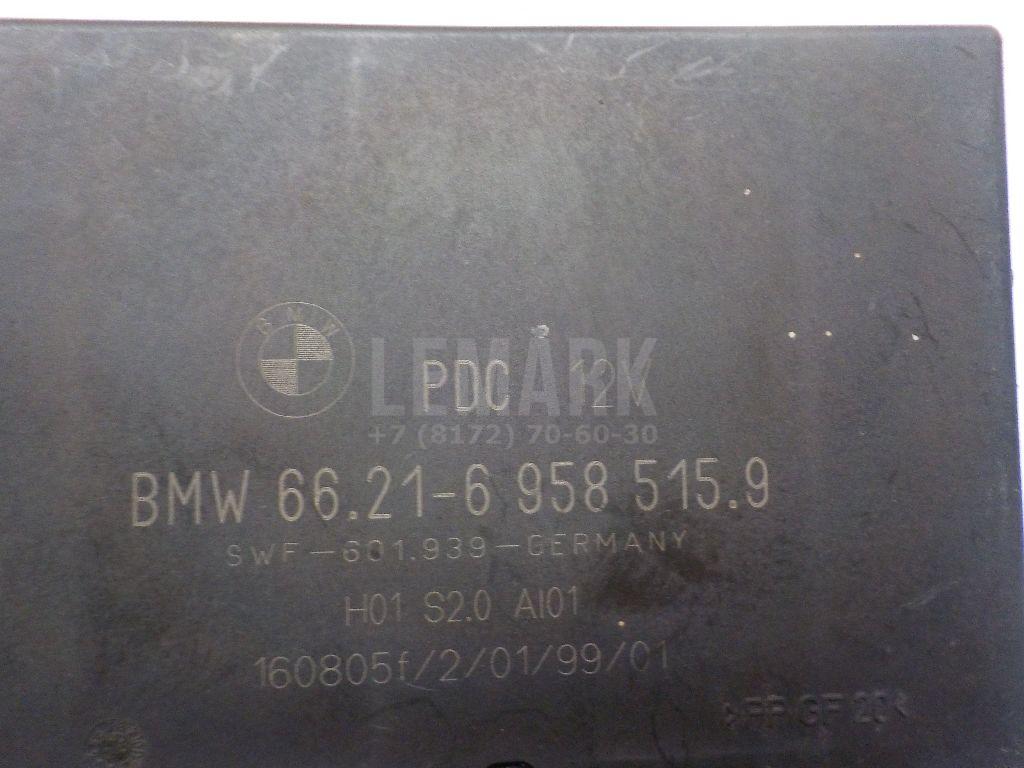 BMW
LEMARK
PDC 12V
+7 (8172) 70-60-30
BMW 66.21-6 958 515.9
SWF-601.939-GERMANY
H01 S2.0 AI01
160805f/2/01/99/01
>PP GF 20<